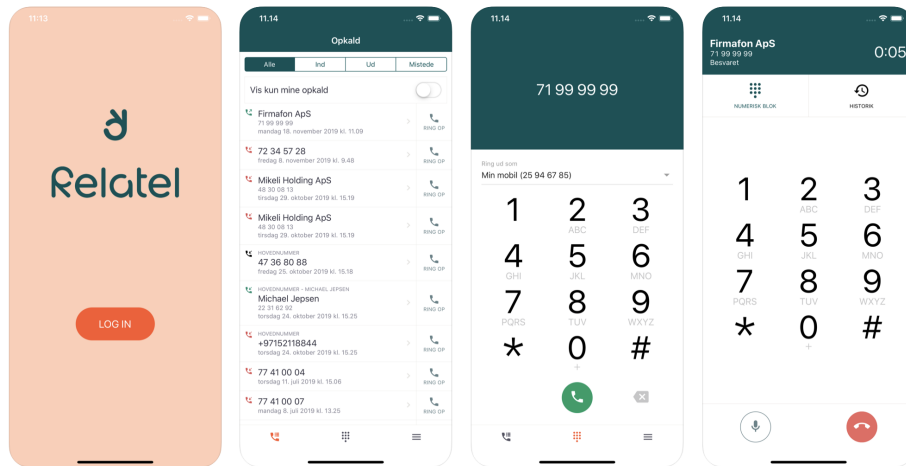 11:13
Relatel
LOG IN
11.14
Opkald
Alle Ind Ud Mistede
Vis kun mine opkald
Firmafon ApS
71 99 99 99
mandag 18. november 2019 kl. 11.09
RING OP
72 34 57 28
fredag 8. november 2019 kl. 9.48
RING OP
Mikeli Holding ApS
48 30 08 13
tirsdag 29. oktober 2019 kl. 15.19
RING OP
Mikeli Holding ApS
48 30 08 13
tirsdag 29. oktober 2019 kl. 15.19
RING OP
HOVEDNUMMER
47 36 80 88
fredag 25. oktober 2019 kl. 15.18
RING OP
HOVEDNUMMER - MICHAEL JEPSEN
Michael Jepsen
22 31 62 92
torsdag 24. oktober 2019 kl. 15.25
RING OP
HOVEDNUMMER
+97152118844
torsdag 24. oktober 2019 kl. 15.25
RING OP
77 41 00 04
torsdag 11. juli 2019 kl. 15.06
RING OP
77 41 00 07
mandag 8. juli 2019 kl. 13.25
RING OP
11.14
71 99 99 99
Ring ud som
Min mobil (25 94 67 85)
1 2 3
ABC DEF
4 5 6
GHI JKL MNO
7 8 9
PQRS TUV WXYZ
* 0 #
+
11.14
Firmafon ApS
71 99 99 99
Besvaret
0:05
NUMERISK BLOK HISTORIK
1 2 3
ABC DEF
4 5 6
GHI JKL MNO
7 8 9
PQRS TUV WXYZ
* 0 #
+